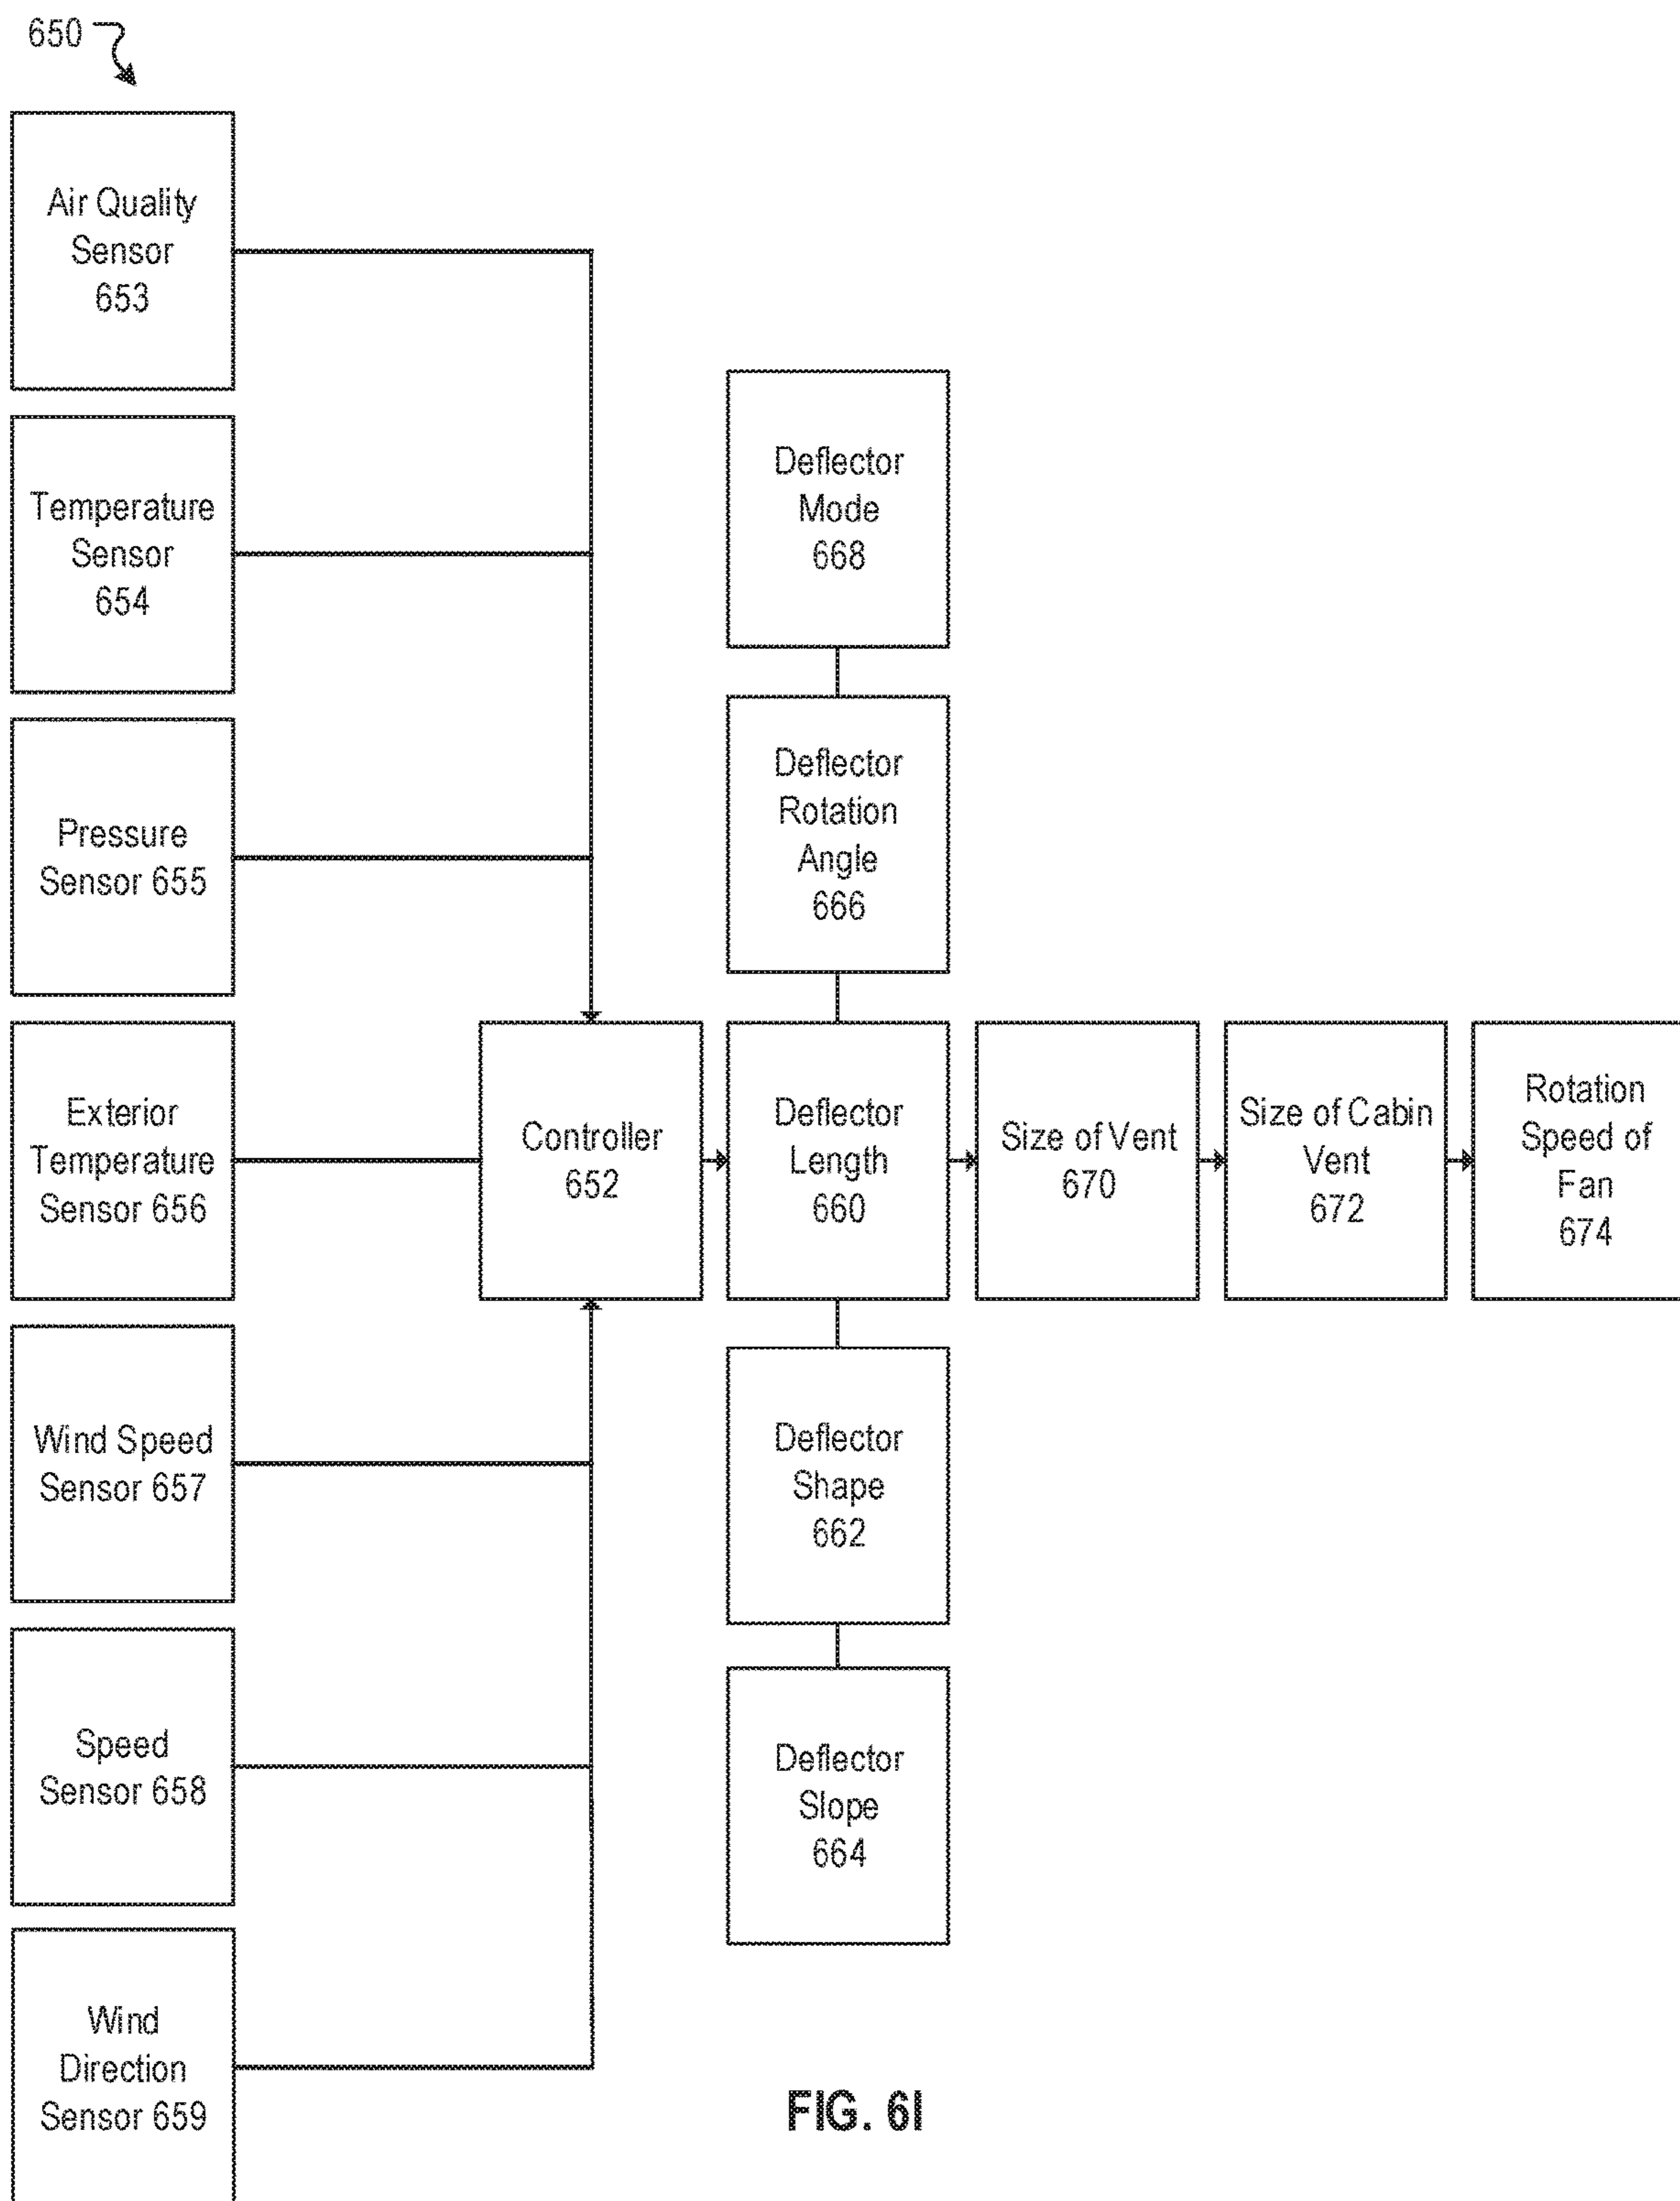 650
Air Quality
Sensor
653
Temperature
Sensor
654
Pressure
Sensor 655
Exterior
Temperature
Sensor 656
Wind Speed
Sensor 657
Speed
Sensor 658
Wind
Direction
Sensor 659
Controller
652
Deflector
Mode
668
Deflector
Rotation
Angle
666
Deflector
Length
660
Deflector
Shape
662
Deflector
Slope
664
Size of Vent
670
Size of Cabin
Vent
672
Rotation
Speed of
Fan
674
FIG. 6I